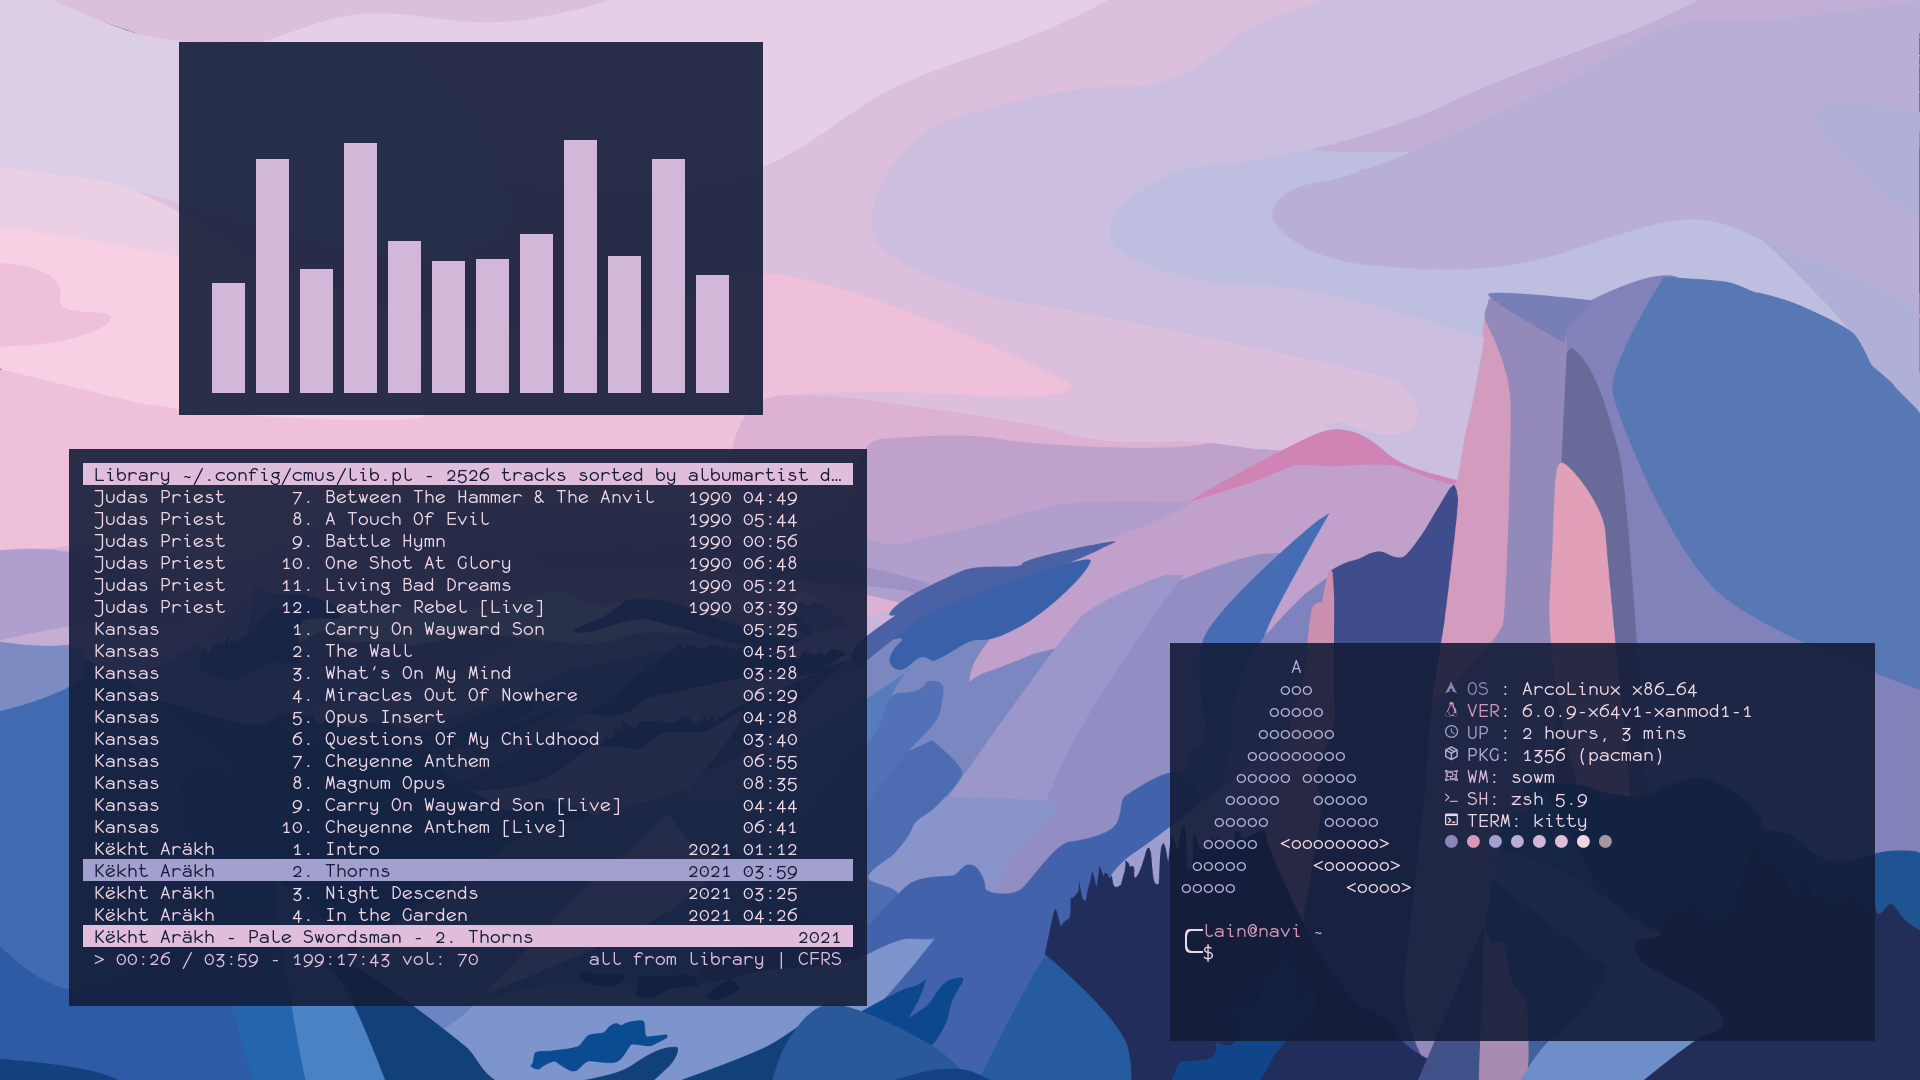 Library ~/.config/cmus/lib.pl - 2526 tracks sorted by albumartist d…
Judas Priest 7. Between The Hammer & The Anvil 1990 04:49
Judas Priest 8. A Touch Of Evil 1990 05:44
Judas Priest 9. Battle Hymn 1990 00:56
Judas Priest 10. One Shot At Glory 1990 06:48
Judas Priest 11. Living Bad Dreams 1990 05:21
Judas Priest 12. Leather Rebel [Live] 1990 03:39
Kansas 1. Carry On Wayward Son 05:25
Kansas 2. The Wall 04:51
Kansas 3. What's On My Mind 03:28
Kansas 4. Miracles Out Of Nowhere 06:29
Kansas 5. Opus Insert 04:28
Kansas 6. Questions Of My Childhood 03:40
Kansas 7. Cheyenne Anthem 06:55
Kansas 8. Magnum Opus 08:35
Kansas 9. Carry On Wayward Son [Live] 04:44
Kansas 10. Cheyenne Anthem [Live] 06:41
Këkht Aräkh 1. Intro 2021 01:12
Këkht Aräkh 2. Thorns 2021 03:59
Këkht Aräkh 3. Night Descends 2021 03:25
Këkht Aräkh 4. In the Garden 2021 04:26
Këkht Aräkh - Pale Swordsman - 2. Thorns 2021
> 00:26 / 03:59 - 199:17:43 vol: 70 all from library | CFRS
A
ooo
ooooo
ooooooo
ooooooooo
ooooo ooooo
ooooo ooooo
ooooo ooooo
ooooo <oooooooo>
ooooo <oooooo>
ooooo <oooo>
OS : ArcoLinux x86_64
VER: 6.0.9-x64v1-xanmod1-1
UP : 2 hours, 3 mins
PKG: 1356 (pacman)
WM: sowm
SH: zsh 5.9
TERM: kitty
lain@navi ~
$